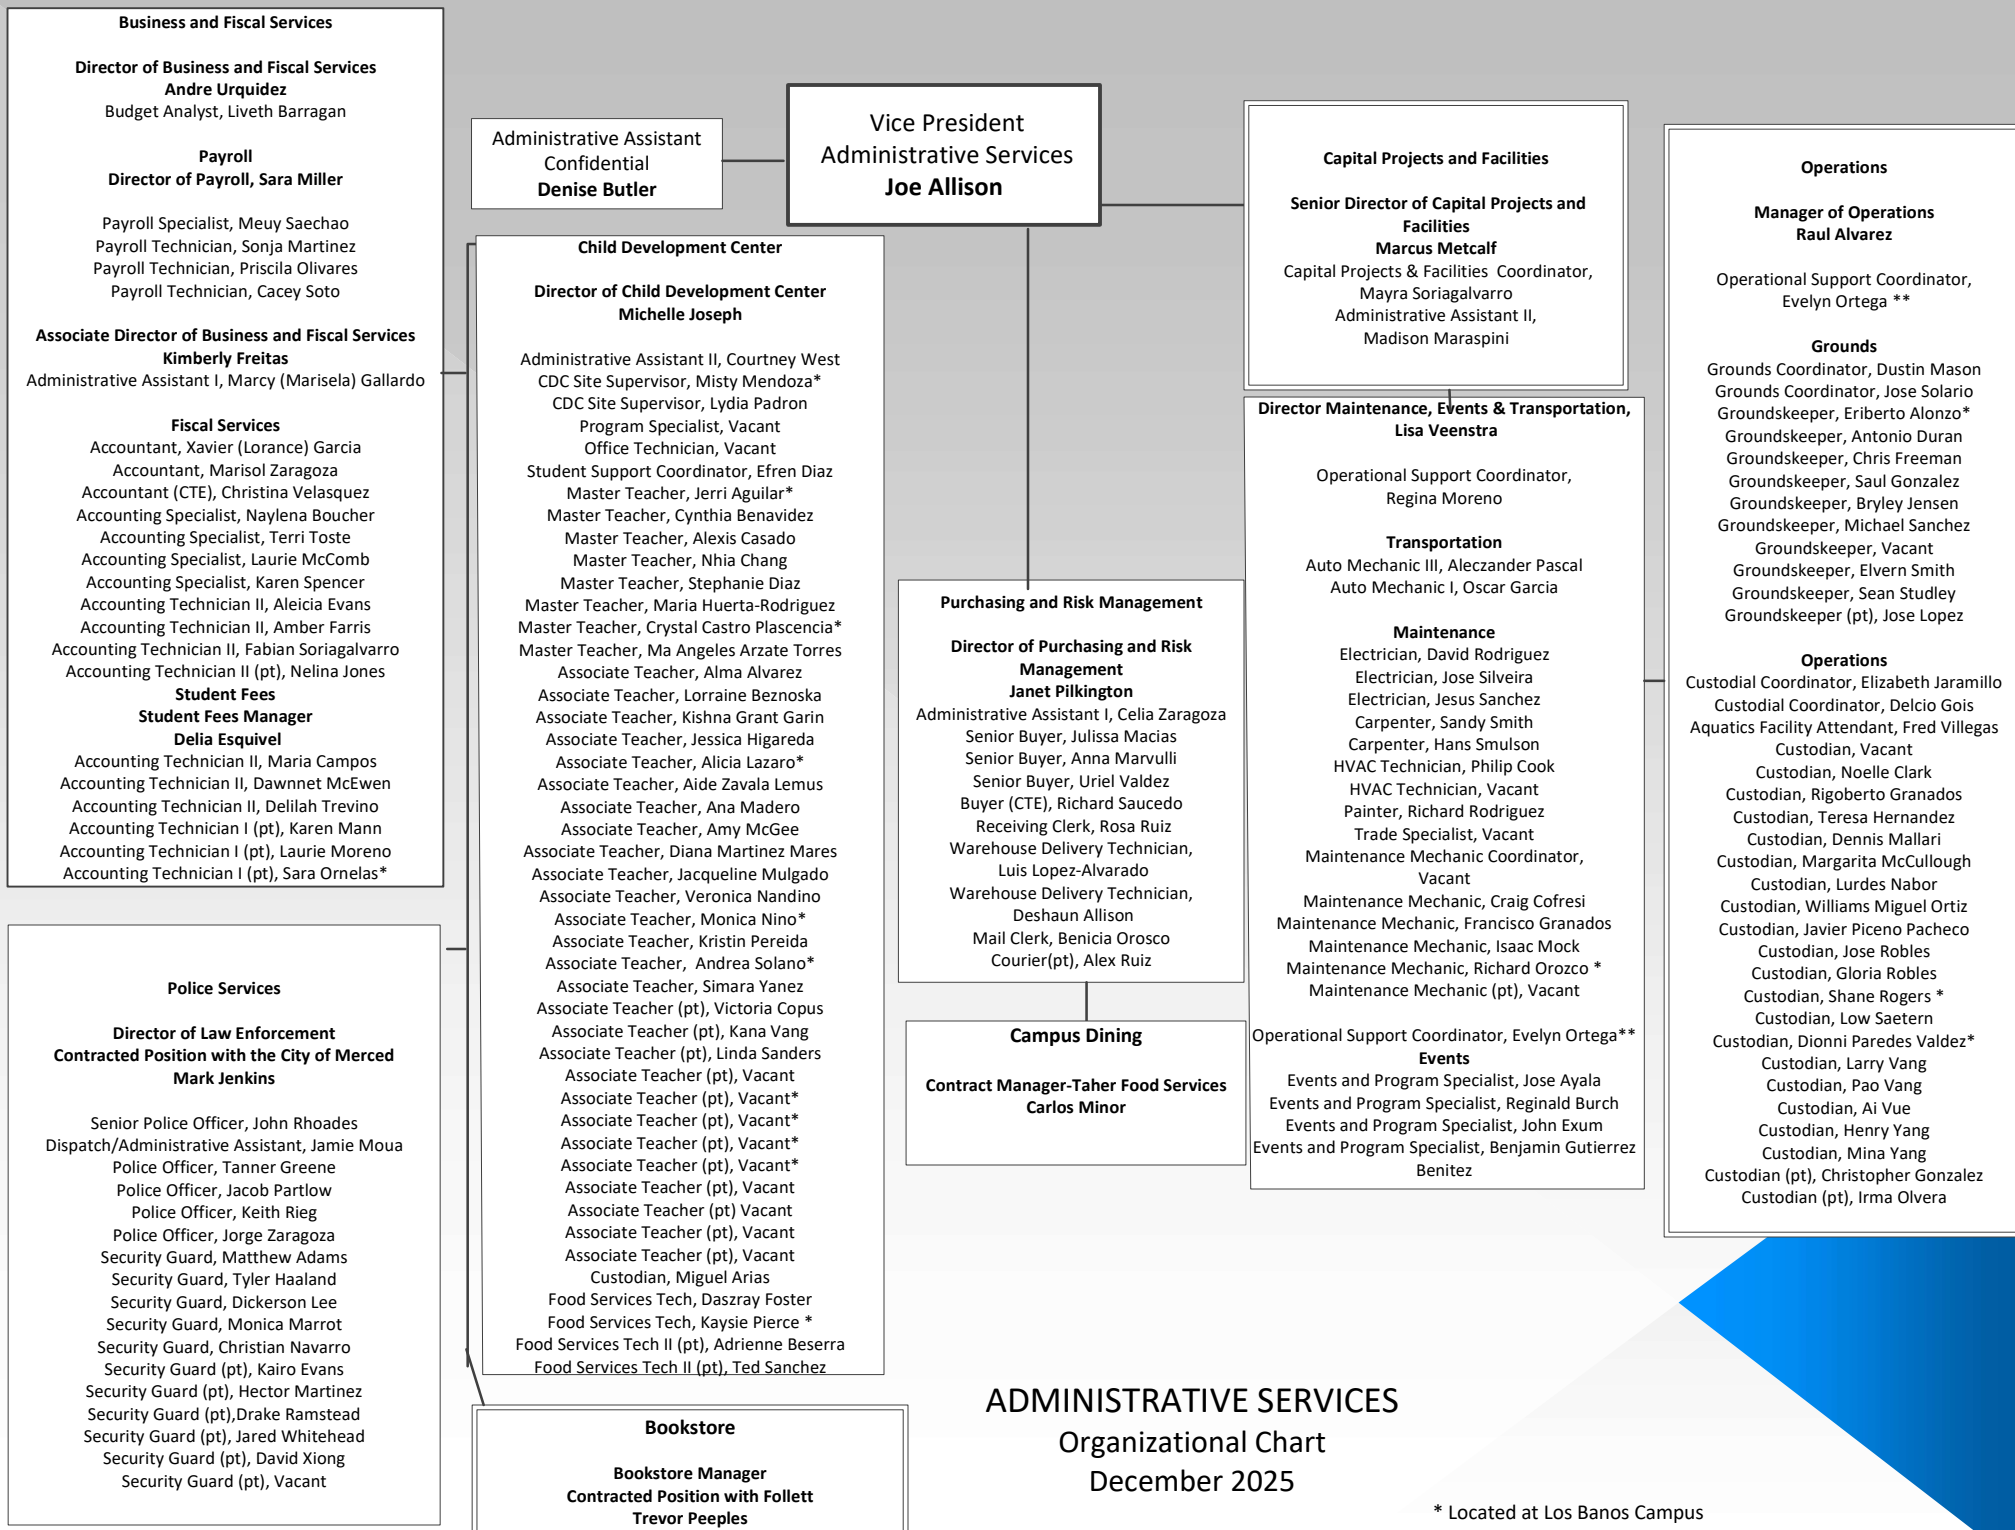 Business and Fiscal Services
Director of Business and Fiscal Services
Andre Urquidez
Budget Analyst, Liveth Barragan
Payroll
Director of Payroll, Sara Miller
Payroll Specialist, Meuy Saechao
Payroll Technician, Sonja Martinez
Payroll Technician, Priscila Olivares
Payroll Technician, Cacey Soto
Associate Director of Business and Fiscal Services
Kimberly Freitas
Administrative Assistant I, Marcy (Marisela) Gallardo
Fiscal Services
Accountant, Xavier (Lorance) Garcia
Accountant, Marisol Zaragoza
Accountant (CTE), Christina Velasquez
Accounting Specialist, Naylena Boucher
Accounting Specialist, Terri Toste
Accounting Specialist, Laurie McComb
Accounting Specialist, Karen Spencer
Accounting Technician II, Aleicia Evans
Accounting Technician II, Amber Farris
Accounting Technician II, Fabian Soriagalvarro
Accounting Technician II (pt), Nelina Jones
Student Fees
Student Fees Manager
Delia Esquivel
Accounting Technician II, Maria Campos
Accounting Technician II, Dawnnet McEwen
Accounting Technician II, Delilah Trevino
Accounting Technician I (pt), Karen Mann
Accounting Technician I (pt), Laurie Moreno
Accounting Technician I (pt), Sara Ornelas*
Police Services
Director of Law Enforcement
Contracted Position with the City of Merced
Mark Jenkins
Senior Police Officer, John Rhoades
Dispatch/Administrative Assistant, Jamie Moua
Police Officer, Tanner Greene
Police Officer, Jacob Partlow
Police Officer, Keith Rieg
Police Officer, Jorge Zaragoza
Security Guard, Matthew Adams
Security Guard, Tyler Haaland
Security Guard, Dickerson Lee
Security Guard, Monica Marrot
Security Guard, Christian Navarro
Security Guard (pt), Kairo Evans
Security Guard (pt), Hector Martinez
Security Guard (pt),Drake Ramstead
Security Guard (pt), Jared Whitehead
Security Guard (pt), David Xiong
Security Guard (pt), Vacant
Administrative Assistant
Confidential
Denise Butler
Vice President
Administrative Services
Joe Allison
Child Development Center
Director of Child Development Center
Michelle Joseph
Administrative Assistant II, Courtney West
CDC Site Supervisor, Misty Mendoza*
CDC Site Supervisor, Lydia Padron
Program Specialist, Vacant
Office Technician, Vacant
Student Support Coordinator, Efren Diaz
Master Teacher, Jerri Aguilar*
Master Teacher, Cynthia Benavidez
Master Teacher, Alexis Casado
Master Teacher, Nhia Chang
Master Teacher, Stephanie Diaz
Master Teacher, Maria Huerta-Rodriguez
Master Teacher, Crystal Castro Plascencia*
Master Teacher, Ma Angeles Arzate Torres
Associate Teacher, Alma Alvarez
Associate Teacher, Lorraine Beznoska
Associate Teacher, Kishna Grant Garin
Associate Teacher, Jessica Higareda
Associate Teacher, Alicia Lazaro*
Associate Teacher, Aide Zavala Lemus
Associate Teacher, Ana Madero
Associate Teacher, Amy McGee
Associate Teacher, Diana Martinez Mares
Associate Teacher, Jacqueline Mulgado
Associate Teacher, Veronica Nandino
Associate Teacher, Monica Nino*
Associate Teacher, Kristin Pereida
Associate Teacher, Andrea Solano*
Associate Teacher, Simara Yanez
Associate Teacher (pt), Victoria Copus
Associate Teacher (pt), Kana Vang
Associate Teacher (pt), Linda Sanders
Associate Teacher (pt), Vacant
Associate Teacher (pt), Vacant*
Associate Teacher (pt), Vacant*
Associate Teacher (pt), Vacant*
Associate Teacher (pt), Vacant*
Associate Teacher (pt), Vacant
Associate Teacher (pt) Vacant
Associate Teacher (pt), Vacant
Associate Teacher (pt), Vacant
Custodian, Miguel Arias
Food Services Tech, Daszray Foster
Food Services Tech, Kaysie Pierce *
Food Services Tech II (pt), Adrienne Beserra
Food Services Tech II (pt), Ted Sanchez
Bookstore
Bookstore Manager
Contracted Position with Follett
Trevor Peeples
Purchasing and Risk Management
Director of Purchasing and Risk
Management
Janet Pilkington
Administrative Assistant I, Celia Zaragoza
Senior Buyer, Julissa Macias
Senior Buyer, Anna Marvulli
Senior Buyer, Uriel Valdez
Buyer (CTE), Richard Saucedo
Receiving Clerk, Rosa Ruiz
Warehouse Delivery Technician,
Luis Lopez-Alvarado
Warehouse Delivery Technician,
Deshaun Allison
Mail Clerk, Benicia Orosco
Courier(pt), Alex Ruiz
Campus Dining
Contract Manager-Taher Food Services
Carlos Minor
Capital Projects and Facilities
Senior Director of Capital Projects and
Facilities
Marcus Metcalf
Capital Projects & Facilities Coordinator,
Mayra Soriagalvarro
Administrative Assistant II,
Madison Maraspini
Director Maintenance, Events & Transportation,
Lisa Veenstra
Operational Support Coordinator,
Regina Moreno
Transportation
Auto Mechanic III, Aleczander Pascal
Auto Mechanic I, Oscar Garcia
Maintenance
Electrician, David Rodriguez
Electrician, Jose Silveira
Electrician, Jesus Sanchez
Carpenter, Sandy Smith
Carpenter, Hans Smulson
HVAC Technician, Philip Cook
HVAC Technician, Vacant
Painter, Richard Rodriguez
Trade Specialist, Vacant
Maintenance Mechanic Coordinator,
Vacant
Maintenance Mechanic, Craig Cofresi
Maintenance Mechanic, Francisco Granados
Maintenance Mechanic, Isaac Mock
Maintenance Mechanic, Richard Orozco *
Maintenance Mechanic (pt), Vacant
Operational Support Coordinator, Evelyn Ortega**
Events
Events and Program Specialist, Jose Ayala
Events and Program Specialist, Reginald Burch
Events and Program Specialist, John Exum
Events and Program Specialist, Benjamin Gutierrez
Benitez
Operations
Manager of Operations
Raul Alvarez
Operational Support Coordinator,
Evelyn Ortega **
Grounds
Grounds Coordinator, Dustin Mason
Grounds Coordinator, Jose Solario
Groundskeeper, Eriberto Alonzo*
Groundskeeper, Antonio Duran
Groundskeeper, Chris Freeman
Groundskeeper, Saul Gonzalez
Groundskeeper, Bryley Jensen
Groundskeeper, Michael Sanchez
Groundskeeper, Vacant
Groundskeeper, Elvern Smith
Groundskeeper, Sean Studley
Groundskeeper (pt), Jose Lopez
Operations
Custodial Coordinator, Elizabeth Jaramillo
Custodial Coordinator, Delcio Gois
Aquatics Facility Attendant, Fred Villegas
Custodian, Vacant
Custodian, Noelle Clark
Custodian, Rigoberto Granados
Custodian, Teresa Hernandez
Custodian, Dennis Mallari
Custodian, Margarita McCullough
Custodian, Lurdes Nabor
Custodian, Williams Miguel Ortiz
Custodian, Javier Piceno Pacheco
Custodian, Jose Robles
Custodian, Gloria Robles
Custodian, Shane Rogers *
Custodian, Low Saetern
Custodian, Dionni Paredes Valdez*
Custodian, Larry Vang
Custodian, Pao Vang
Custodian, Ai Vue
Custodian, Henry Yang
Custodian, Mina Yang
Custodian (pt), Christopher Gonzalez
Custodian (pt), Irma Olvera
ADMINISTRATIVE SERVICES
Organizational Chart
December 2025
* Located at Los Banos Campus